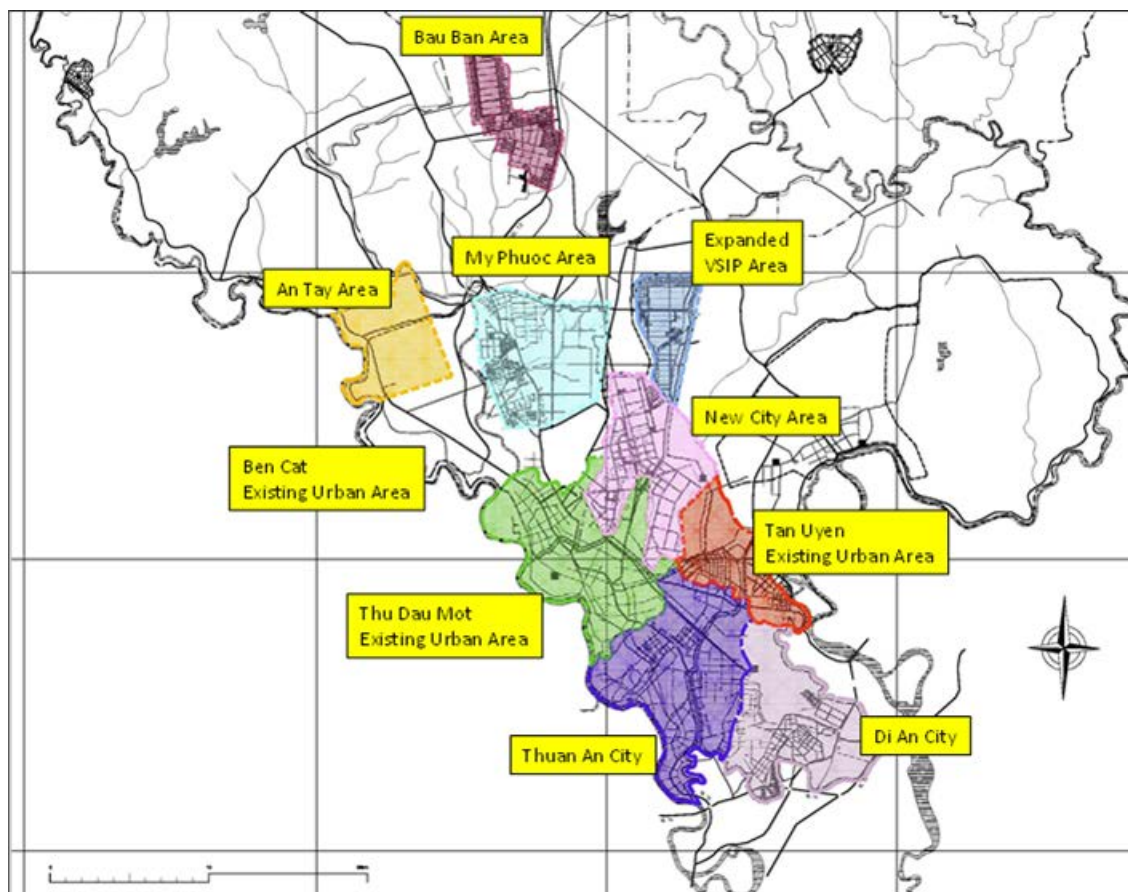 Bau Ban Area
My Phuoc Area
Expanded
VSIP Area
An Tay Area
New City Area
Ben Cat
Existing Urban Area
Tan Uyen
Existing Urban Area
Thu Dau Mot
Existing Urban Area
Di An City
Thuan An City